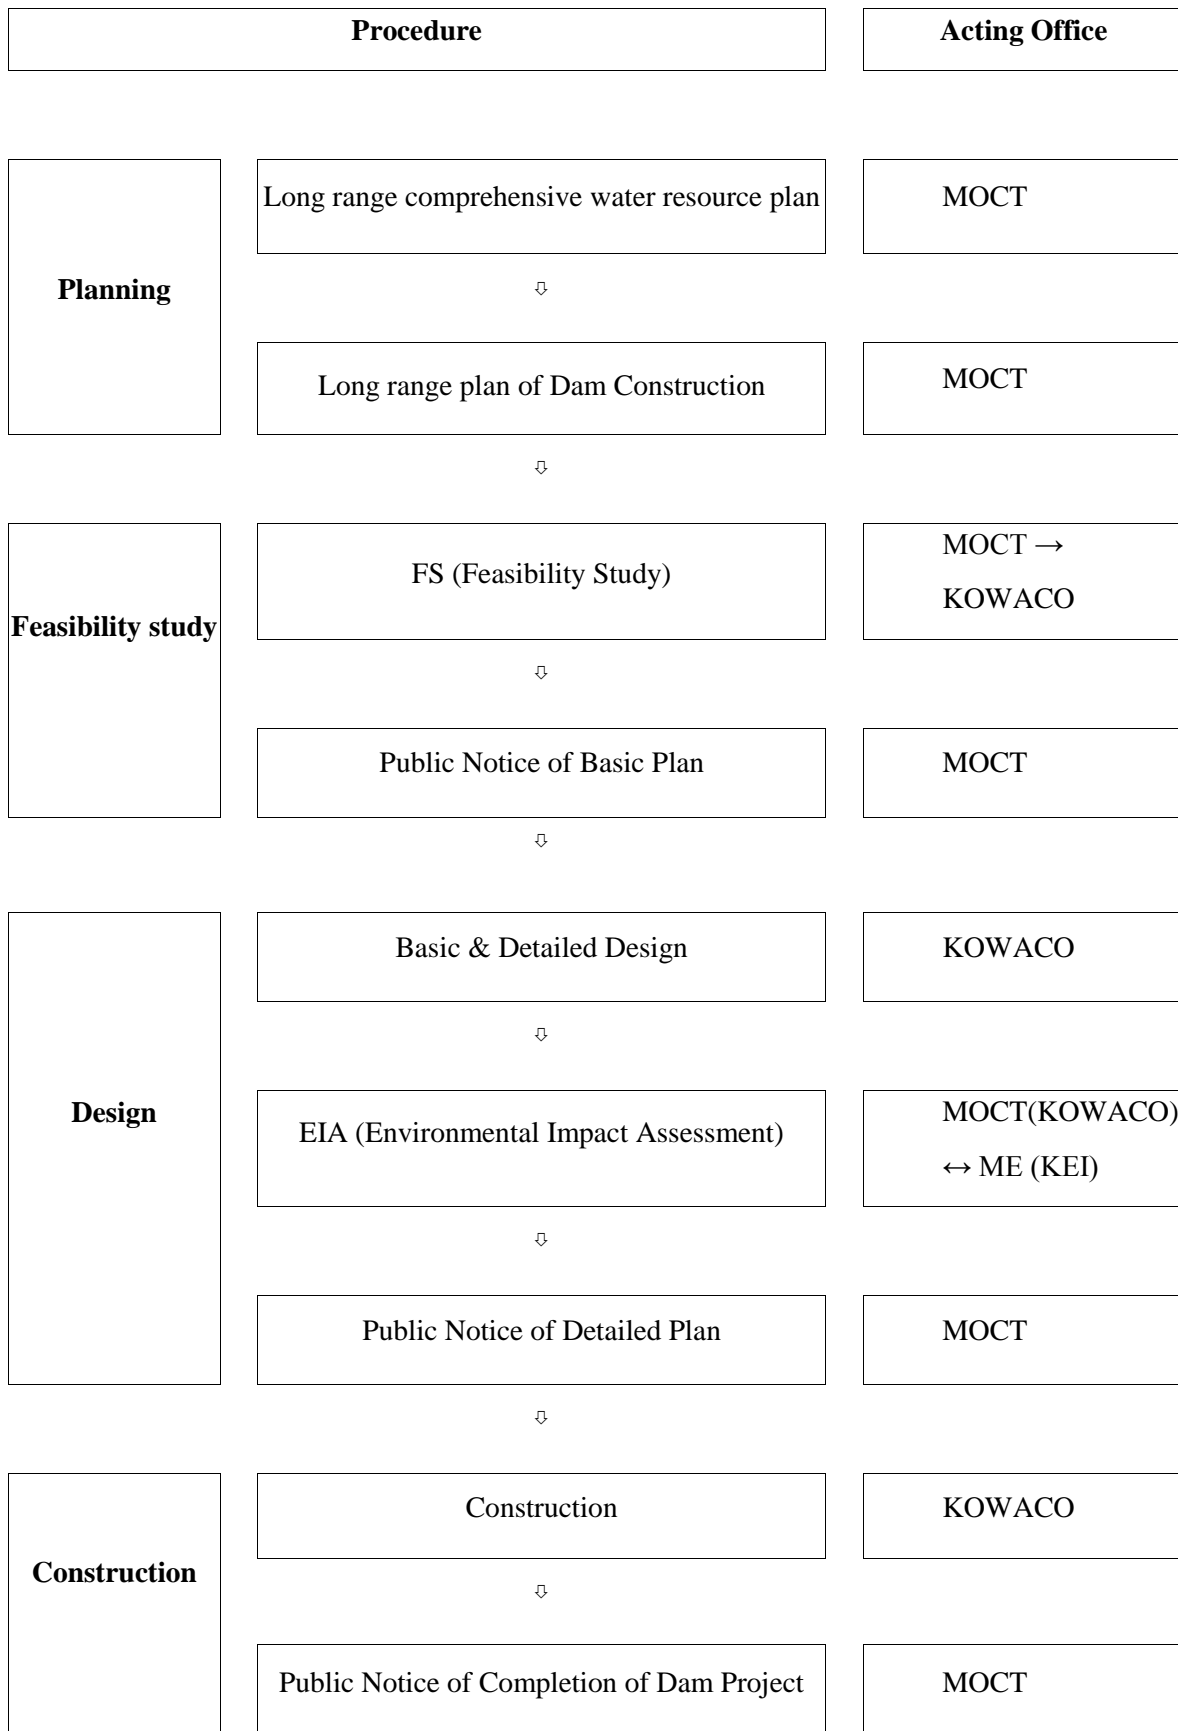 Procedure
Acting Office
Planning
Long range comprehensive water resource plan
MOCT
⇩
Long range plan of Dam Construction
MOCT
⇩
Feasibility study
FS (Feasibility Study)
MOCT →
KOWACO
⇩
Public Notice of Basic Plan
MOCT
⇩
Design
Basic & Detailed Design
KOWACO
⇩
EIA (Environmental Impact Assessment)
MOCT(KOWACO)
↔ ME (KEI)
⇩
Public Notice of Detailed Plan
MOCT
⇩
Construction
Construction
KOWACO
⇩
Public Notice of Completion of Dam Project
MOCT